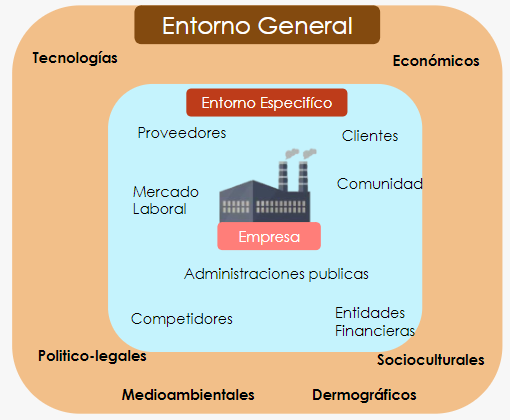 Entorno General
Tecnologías
Económicos
Entorno Especifíco
Proveedores
Clientes
Mercado
Laboral
Comunidad
Empresa
Administraciones publicas
Competidores
Entidades
Financieras
Politico-legales
Socioculturales
Medioambientales
Dermográficos